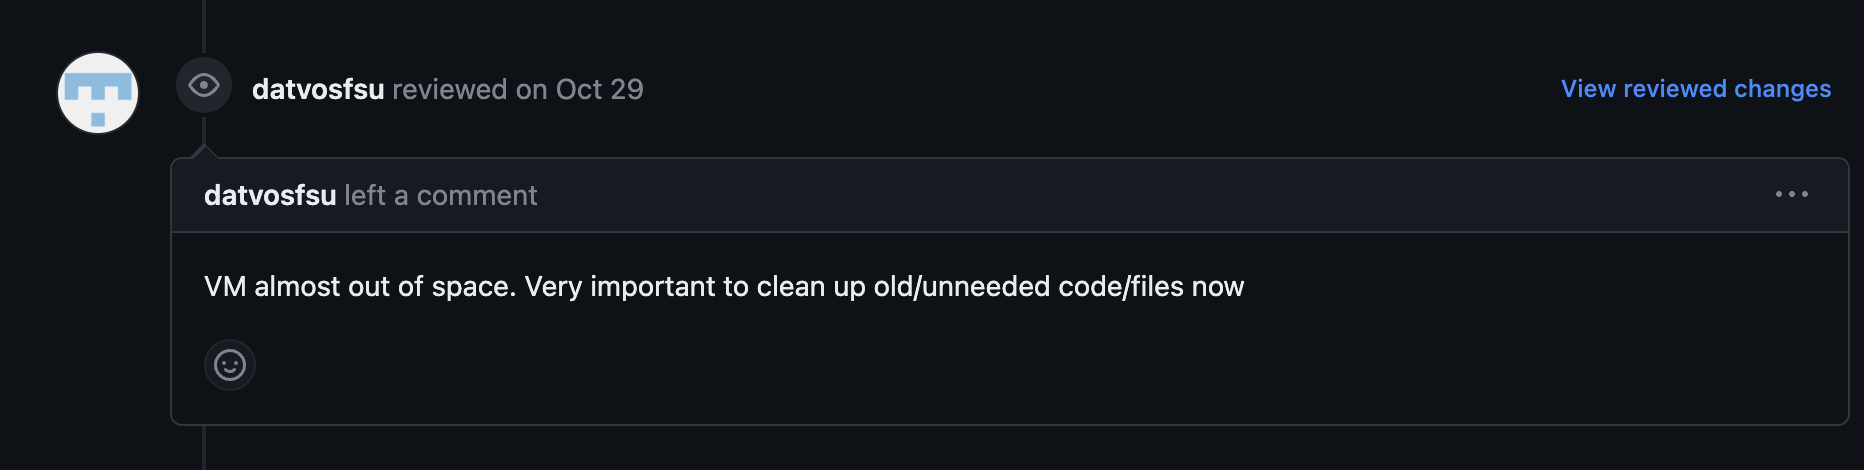 datvosfsu reviewed on Oct 29
View reviewed changes
datvosfsu left a comment
VM almost out of space. Very important to clean up old/unneeded code/files now